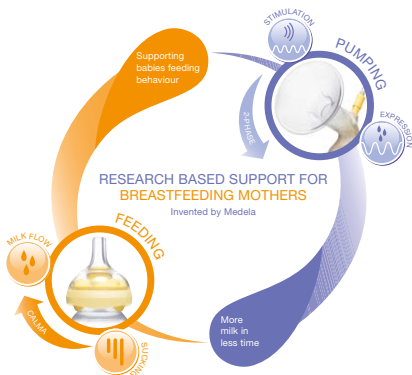 STIMULATION
Supporting
babies feeding
behaviour
PUMPING
EXPRESSION
2-PHASE
RESEARCH BASED SUPPORT FOR
BREASTFEEDING MOTHERS
Invented by Medela
FEEDING
MILK FLOW
CALMA
SUCKING
More
milk in
less time